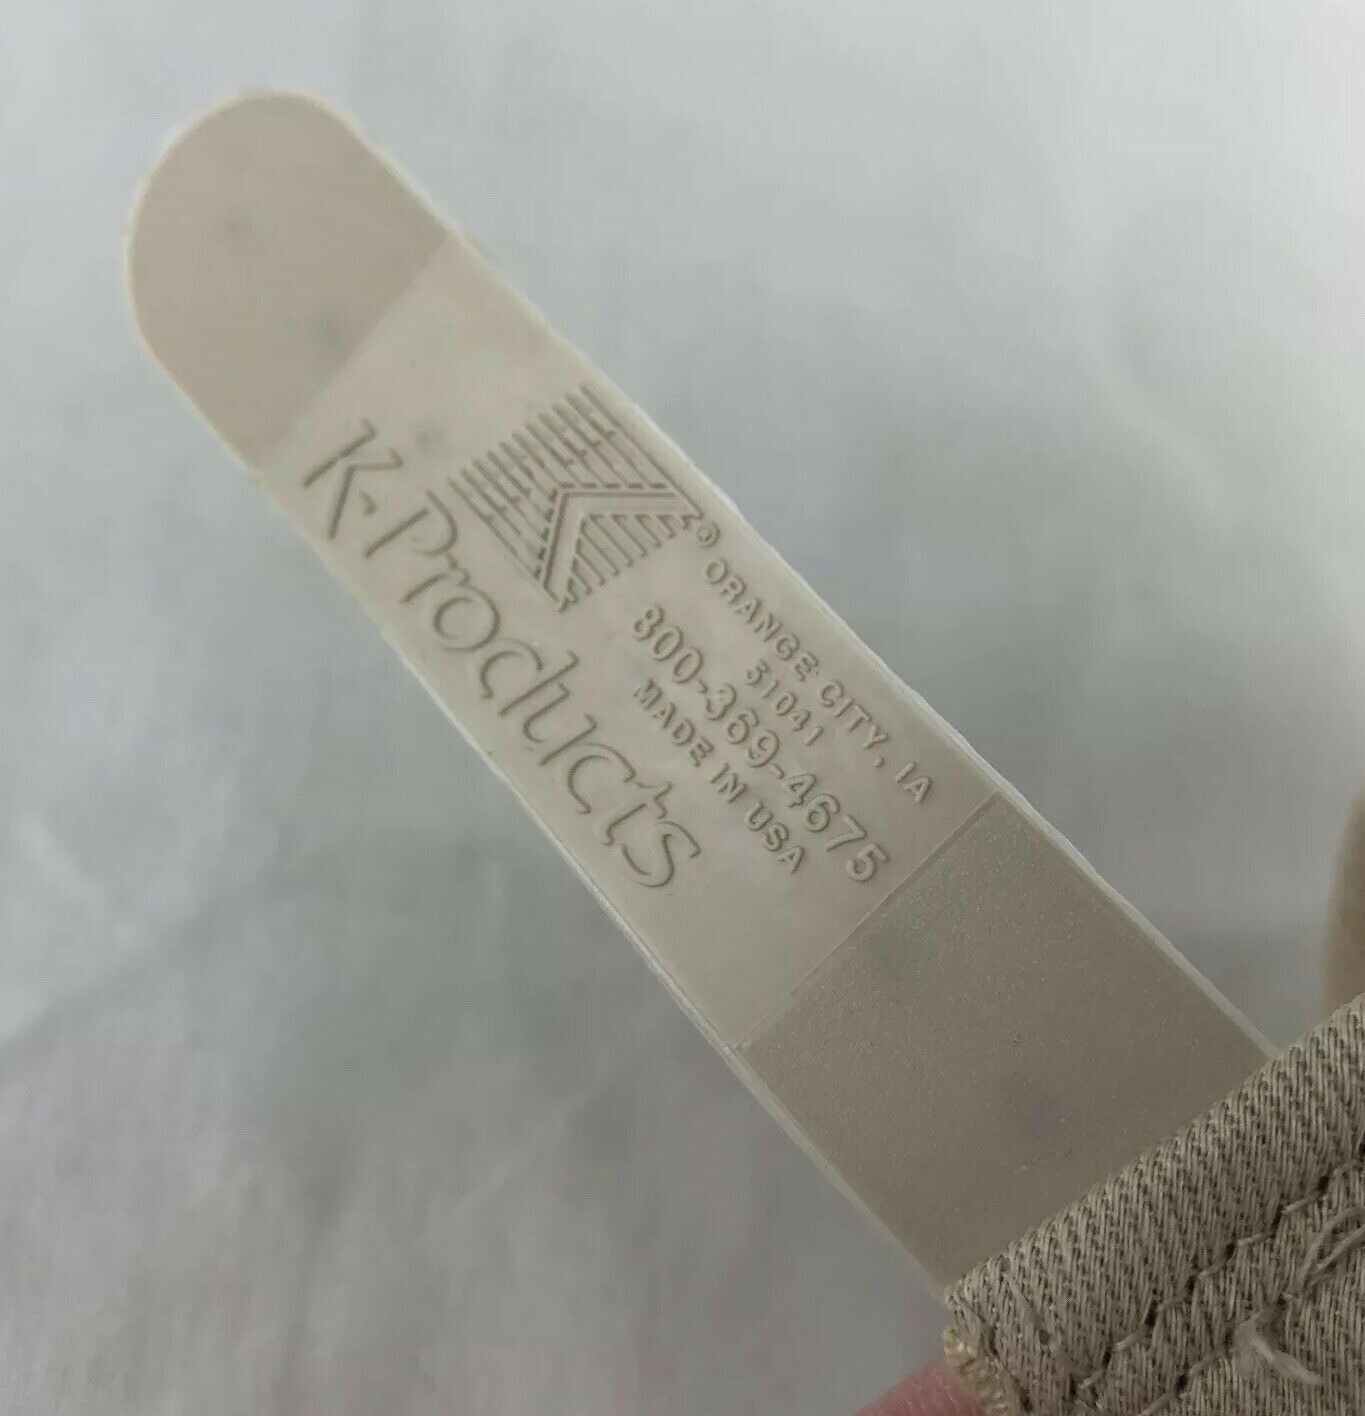 K-Products
®
ORANGE CITY, IA
51041
800-369-4675
MADE IN USA